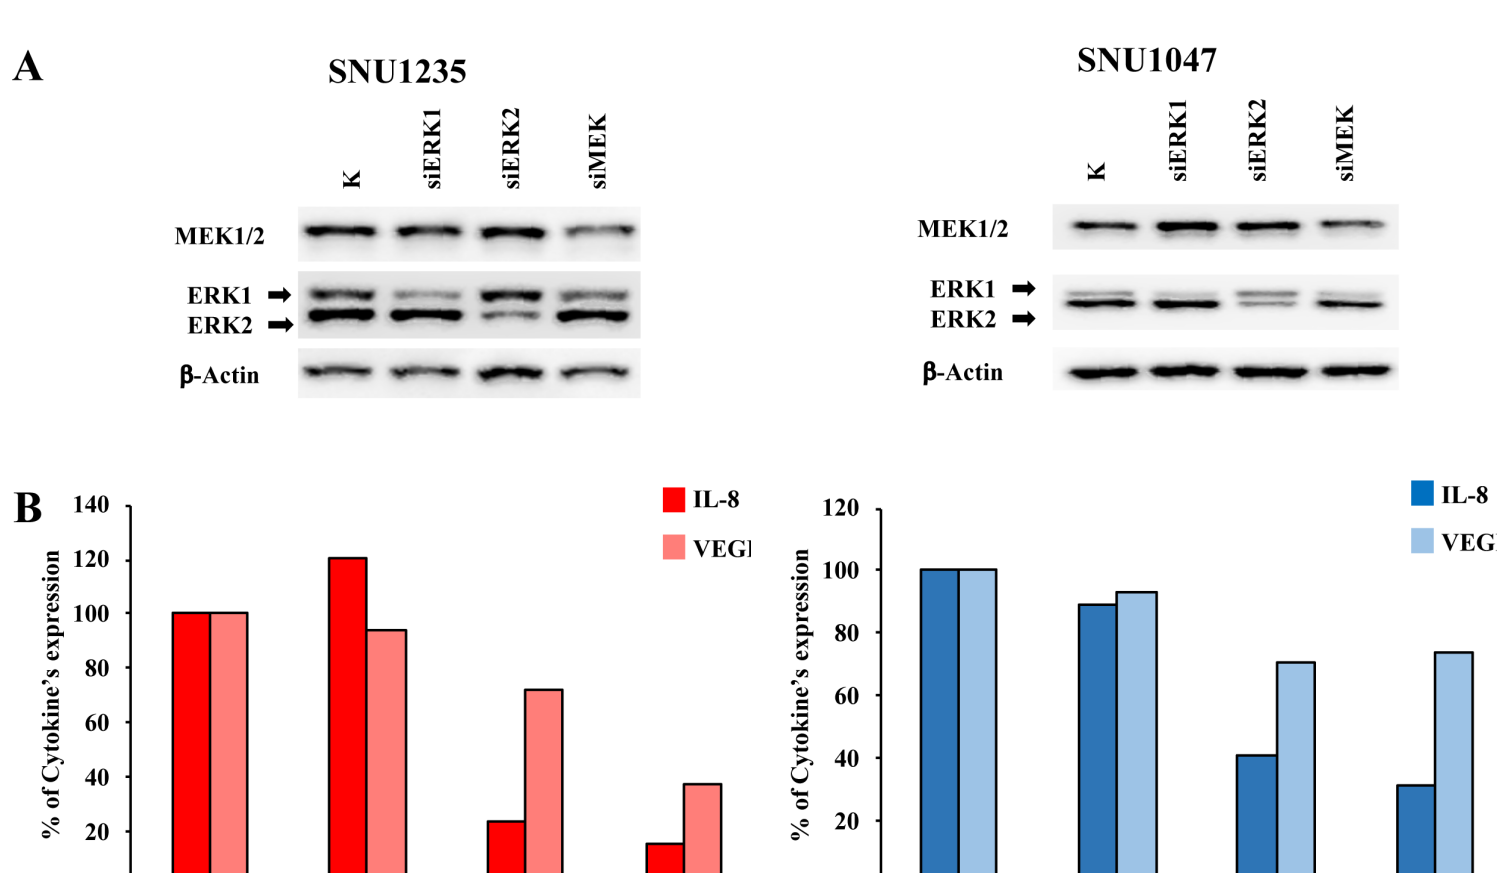 A
SNU1235
K
siERK1
siERK2
siMEK
MEK1/2
ERK1
ERK2
β-Actin
SNU1047
K
siERK1
siERK2
siMEK
MEK1/2
ERK1
ERK2
β-Actin
B
% of Cytokine’s expression
140
120
100
80
60
40
20
IL-8
% of Cytokine’s expression
120
100
80
60
40
20
IL-8